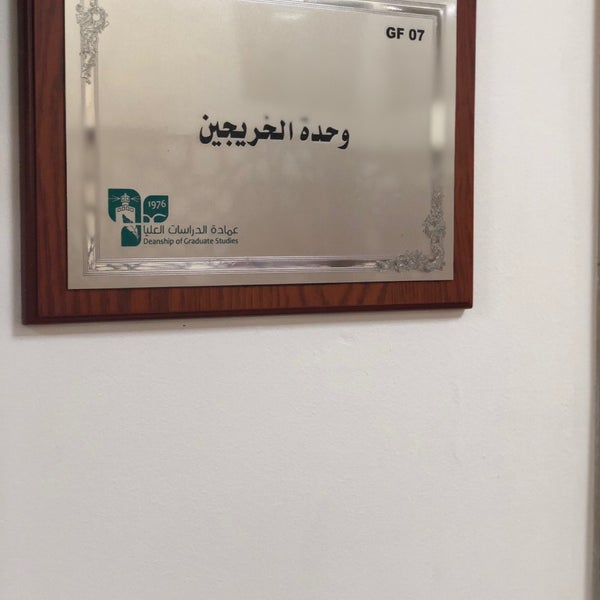 GF 07
وحده الخريجين
1976
عمادة الدراسات العليا
Deanship of Graduate Studies